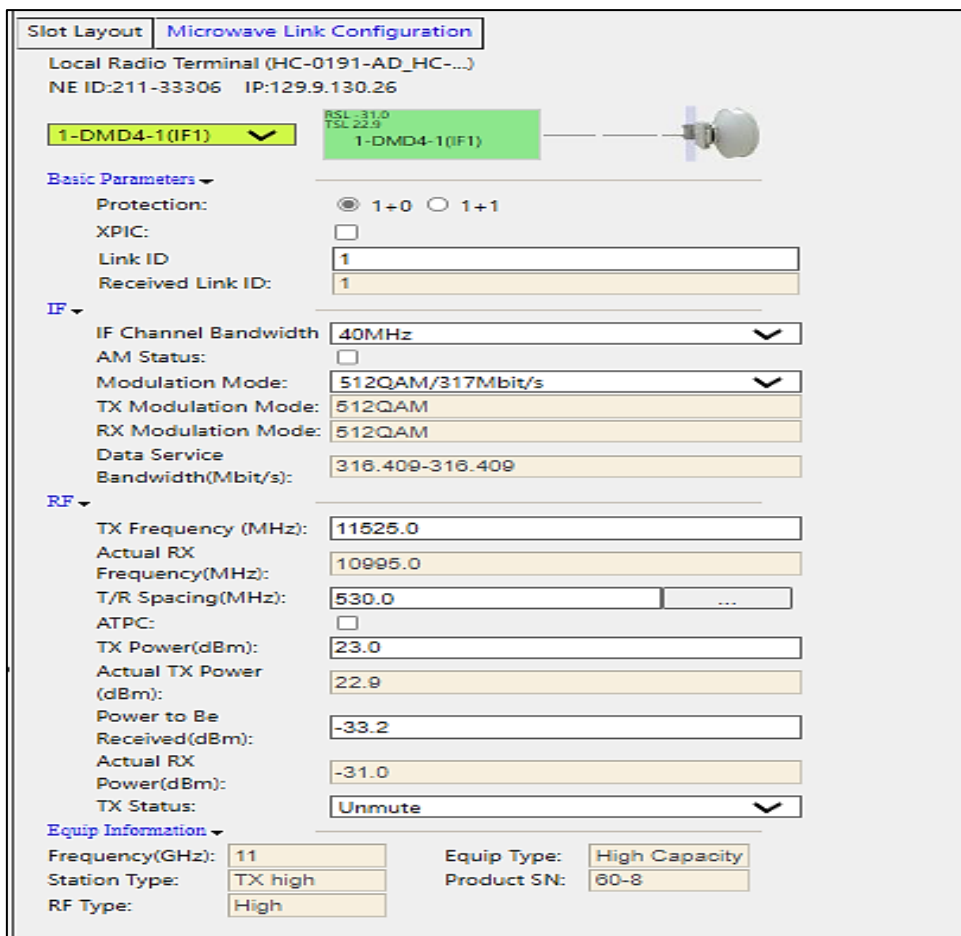 Slot Layout Microwave Link Configuration
Local Radio Terminal (HC-0191-AD_HC-...)
NE ID:211-33306 IP:129.9.130.26
RSL -31.0
TSL 22.9
1-DMD4-1(IF1) 1-DMD4-1(IF1)
Basic Parameters
Protection: 1+0 1+1
XPIC:
Link ID 1
Received Link ID: 1
IF
IF Channel Bandwidth 40MHz
AM Status:
Modulation Mode: 512QAM/317Mbit/s
TX Modulation Mode: 512QAM
RX Modulation Mode: 512QAM
Data Service
Bandwidth(Mbit/s): 316.409-316.409
RF
TX Frequency (MHz): 11525.0
Actual RX
Frequency(MHz): 10995.0
T/R Spacing(MHz): 530.0 ...
ATPC:
TX Power(dBm): 23.0
Actual TX Power
(dBm): 22.9
Power to Be
Received(dBm): -33.2
Actual RX
Power(dBm): -31.0
TX Status: Unmute
Equip Information
Frequency(GHz): 11 Equip Type: High Capacity
Station Type: TX high Product SN: 60-8
RF Type: High